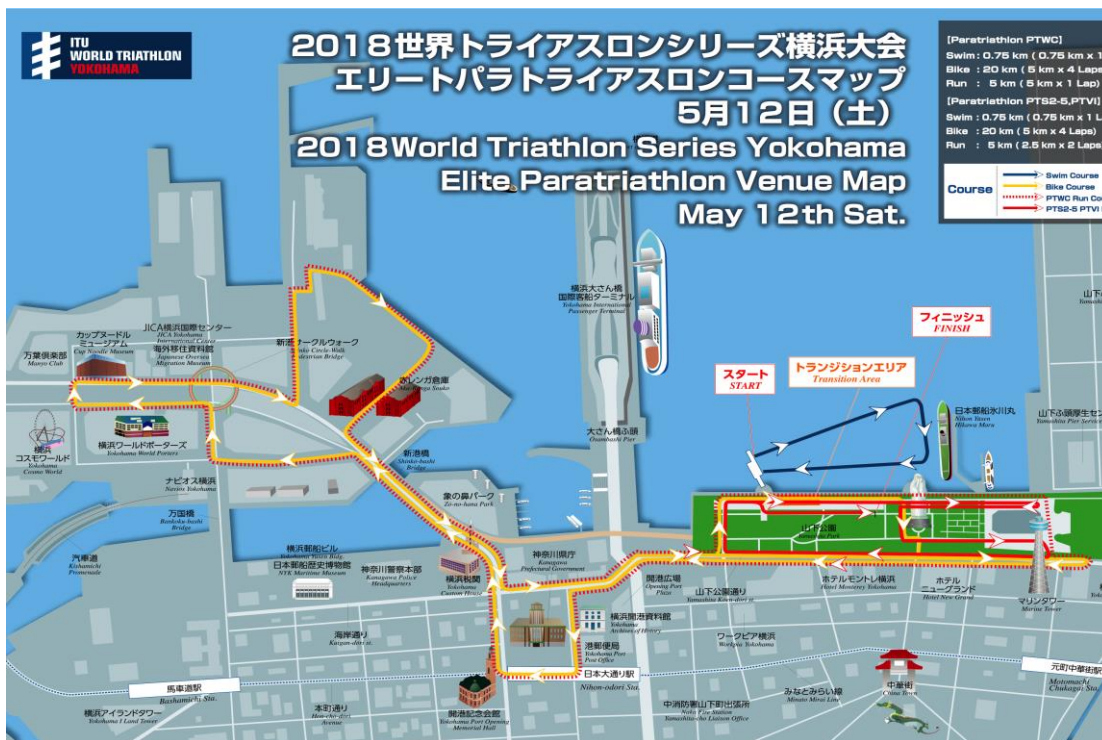 ITU
WORLD TRIATHLON
YOKOHAMA
2018世界トライアスロンシリーズ横浜大会
エリートパラトライアスロンコースマップ
5月12日(土)
2018World Triathlon Series Yokohama
Elite Paratriathlon Venue Map
May 12th Sat.
[Paratriathlon PTWC]
Swim : 0.75 km ( 0.75 km x 1
Bike : 20 km ( 5 km x 4 Laps)
Run : 5 km ( 5 km x 1 Lap)
[Paratriathlon PTS2-5,PTVI]
Swim : 0.75 km ( 0.75 km x 1 L
Bike : 20 km ( 5 km x 4 Laps)
Run : 5 km ( 2.5 km x 2 Laps)
Course
Swim Course
Bike Course
PTWC Run Co
PTS2-5 PTVI
横浜大さん橋
国際客船ターミナル
Yokohama International
Passenger Terminal
山下ふ
フィニッシュ
FINISH
JICA横浜国際センター
JICA Yokohama
International Center
カップヌードル
ミュージアム
Cup Noodle Museum
海外移住資料館
Japanese Oversea
Migration Museum
新港サークルウォーク
Shinko Circle-Walk
Pedestrian Bridge
万葉倶楽部
Manyo Club
スタート
START
トランジションエリア
Transition Area
赤レンガ倉庫
Aka-Renga Souko
日本郵船氷川丸
Nihon Yusen
Hikawa Maru
山下ふ頭厚生セン
Yamashita Pier Service
大さん橋ふ頭
Osanbashi Pier
横浜
コスモワールド
Yokohama
Cosmo World
横浜ワールドポーターズ
Yokohama World Porters
新港橋
Shinko-bashi
Bridge
ナビオス横浜
Navios Yokohama
象の鼻パーク
Zo-no-hana Park
万国橋
Bankoku-bashi
Bridge
山下公園
Yamashita Park
汽車道
Kishamichi
Promenade
横浜郵船ビル
Yokohama Yusen Bldg.
日本郵船歴史博物館
NYK Maritime Museum
神奈川県警察本部
Kanagawa Police
Headquarters
横浜税関
Yokohama
Custom House
神奈川県庁
Kanagawa
Prefectural Government
開港広場
Opening Port
Plaza
山下公園通り
Yamashita Koen-dori st.
ホテルモントレ横浜
Hotel Monterey Yokohama
ホテル
ニューグランド
Hotel New Grand
マリンタワー
Marine Tower
横浜開港資料館
Yokohama
Archives of History
海岸通り
Kaigan-dori st.
港郵便局
Yokohama Port
Post Office
ワークピア横浜
Workpia Yokohama
日本大通り駅
Nihon-odori Sta.
馬車道駅
Bashamichi Sta.
元町中華街駅
Motomachi
Chukagai Sta.
中華街
China Town
みなとみらい線
Minato Mirai Line
横浜アイランドタワー
Yokohama I Land Tower
本町通り
Hon-cho-dori
Avenue
開港記念会館
Yokohama Port Opening
Memorial Hall
中消防署山下町出張所
Naka Fire Station
Yamashita-cho Liaison Office